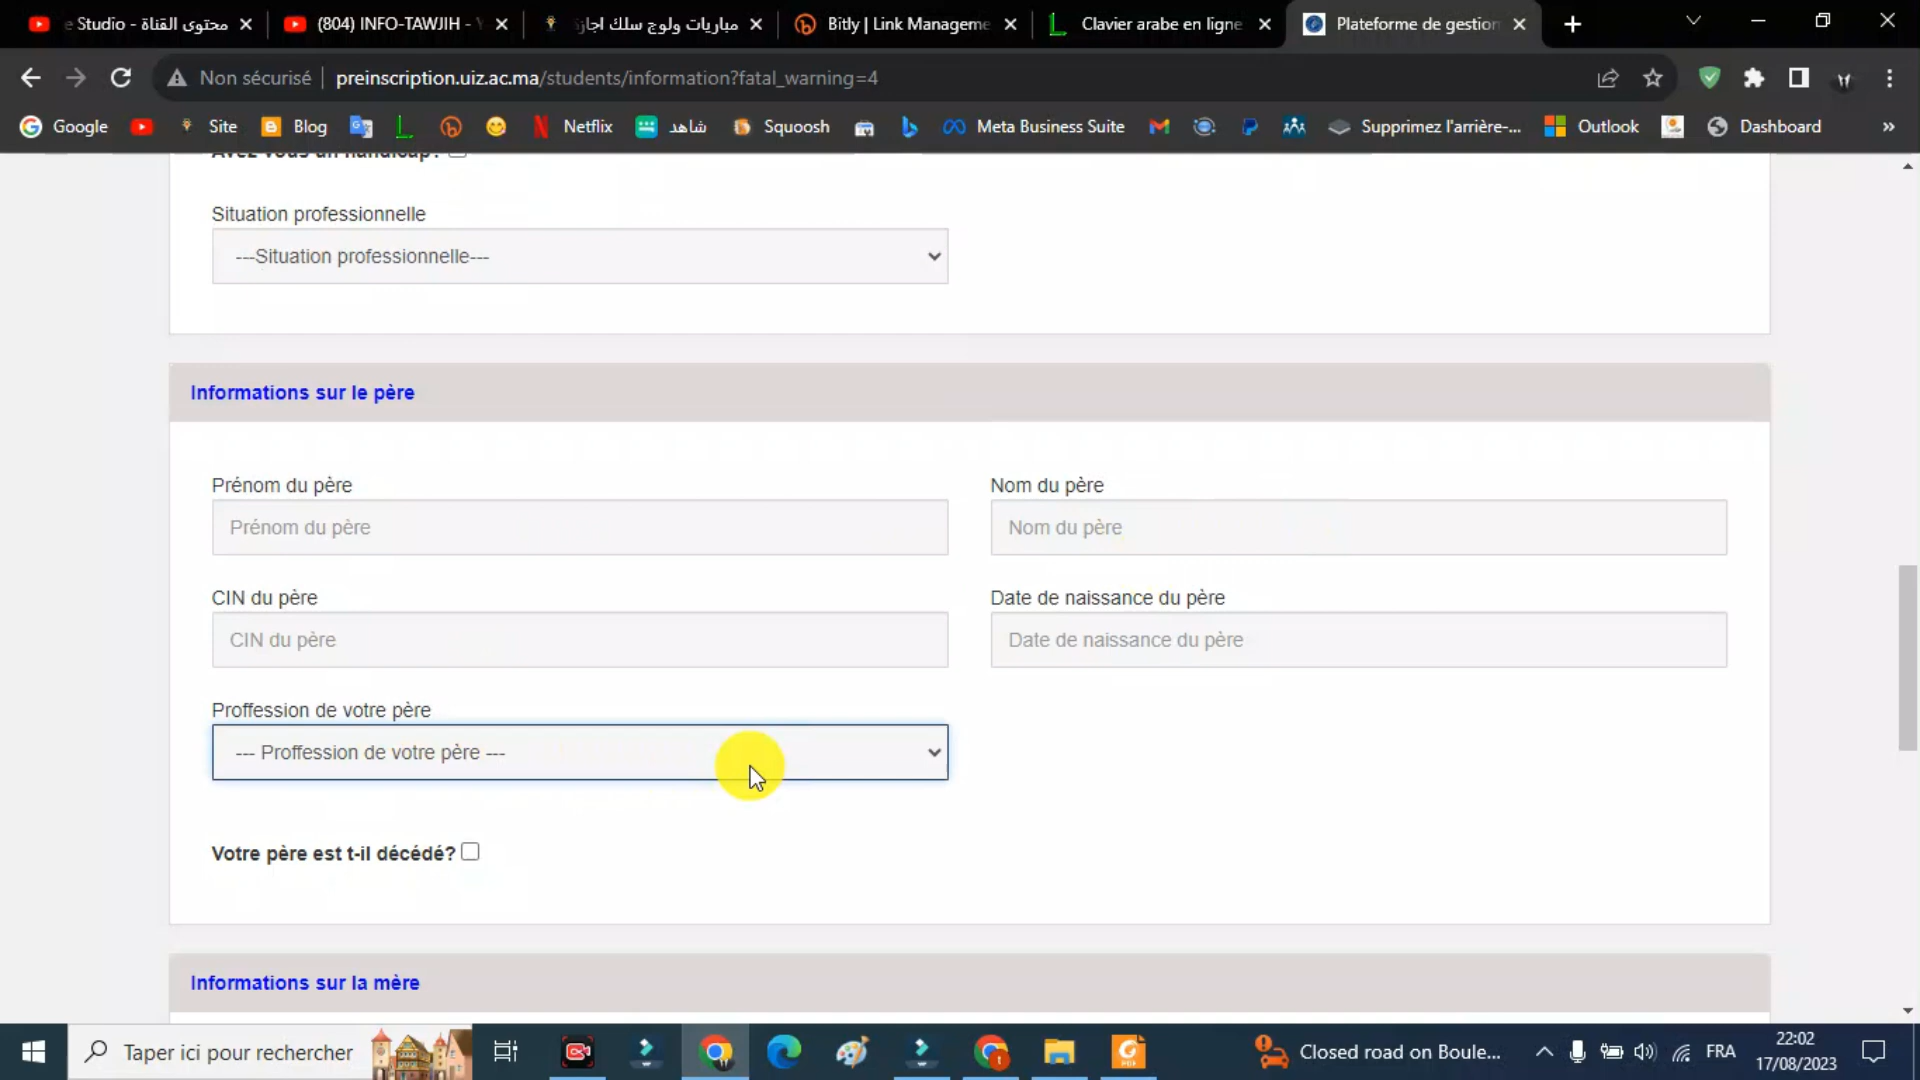 e Studio - محتوى القناة
(804) INFO-TAWJIH - Y
مباريات ولوج سلك اجاز
Bitly | Link Manageme
Clavier arabe en ligne
Plateforme de gestion
Non sécurisé
preinscription.uiz.ac.ma/students/information?fatal_warning=4
Google
Site
Blog
Netflix
شاهد
Squoosh
Meta Business Suite
Supprimez l'arrière-...
Outlook
Dashboard
»
Avez vous un handicap?
Situation professionnelle
---Situation professionnelle---
Informations sur le père
Prénom du père
Nom du père
Prénom du père
Nom du père
CIN du père
Date de naissance du père
CIN du père
Date de naissance du père
Proffession de votre père
--- Proffession de votre père ---
Votre père est t-il décédé?
Informations sur la mère
Taper ici pour rechercher
Closed road on Boule...
FRA
22:02
17/08/2023